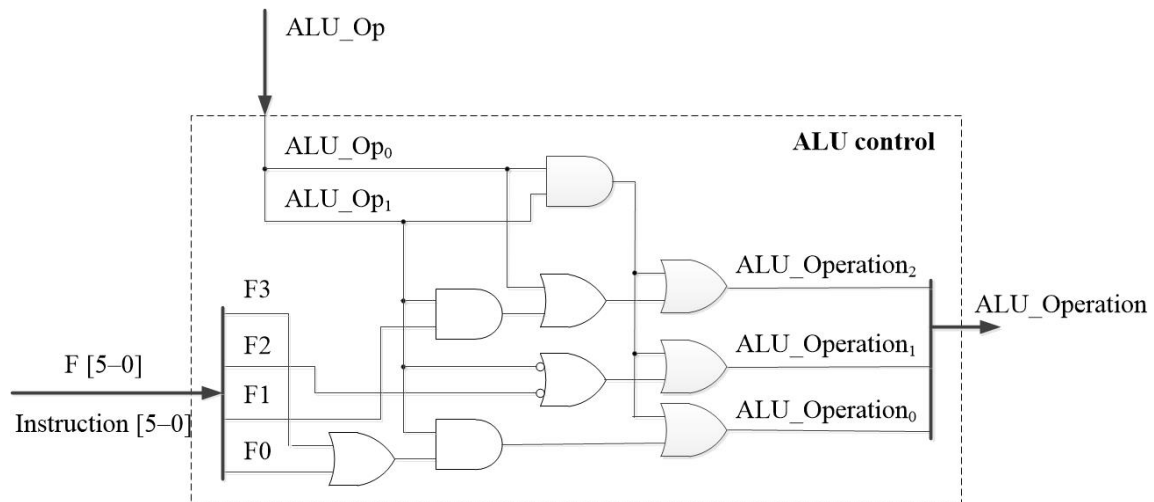 ALU_Op
ALU control
ALU_Op₀
ALU_Op₁
F3
F2
F1
F0
F [5–0]
Instruction [5–0]
ALU_Operation₂
ALU_Operation₁
ALU_Operation₀
ALU_Operation